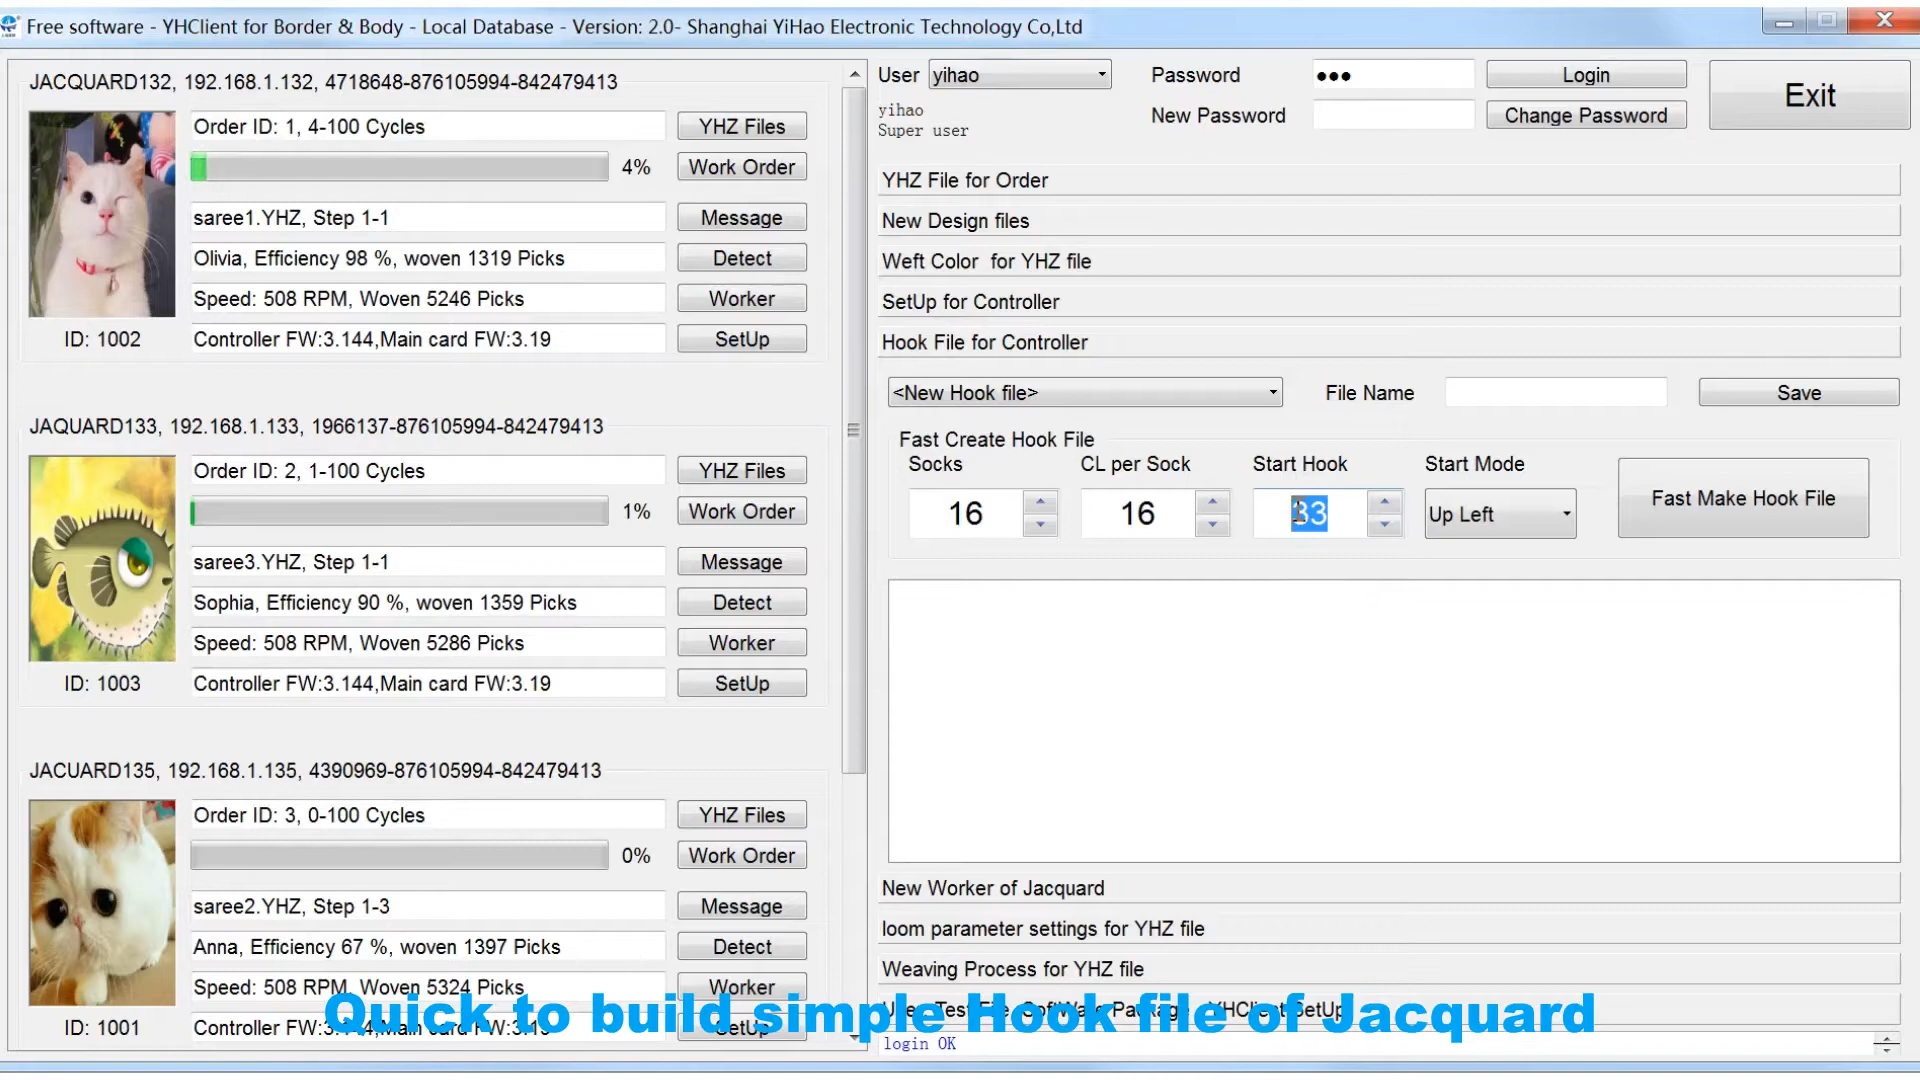 Free software - YHClient for Border & Body - Local Database - Version: 2.0- Shanghai YiHao Electronic Technology Co,Ltd
JACQUARD132, 192.168.1.132, 4718648-876105994-842479413
Order ID: 1, 4-100 Cycles
YHZ Files
4%
Work Order
saree1.YHZ, Step 1-1
Message
Olivia, Efficiency 98 %, woven 1319 Picks
Detect
Speed: 508 RPM, Woven 5246 Picks
Worker
ID: 1002
Controller FW:3.144,Main card FW:3.19
SetUp
JAQUARD133, 192.168.1.133, 1966137-876105994-842479413
Order ID: 2, 1-100 Cycles
YHZ Files
1%
Work Order
saree3.YHZ, Step 1-1
Message
Sophia, Efficiency 90 %, woven 1359 Picks
Detect
Speed: 508 RPM, Woven 5286 Picks
Worker
ID: 1003
Controller FW:3.144,Main card FW:3.19
SetUp
JACUARD135, 192.168.1.135, 4390969-876105994-842479413
Order ID: 3, 0-100 Cycles
YHZ Files
0%
Work Order
saree2.YHZ, Step 1-3
Message
Anna, Efficiency 67 %, woven 1397 Picks
Detect
Speed: 508 RPM, Woven 5324 Picks
Worker
ID: 1001
Controller FW:3.144,Main card FW:3.19
SetUp
User
yihao
Password
●●●
Login
Exit
yihao
Super user
New Password
Change Password
YHZ File for Order
New Design files
Weft Color for YHZ file
SetUp for Controller
Hook File for Controller
<New Hook file>
File Name
Save
Fast Create Hook File
Socks
CL per Sock
Start Hook
Start Mode
16
16
33
Up Left
Fast Make Hook File
New Worker of Jacquard
loom parameter settings for YHZ file
Weaving Process for YHZ file
User, Test File, SoftWare Package, YHClient SetUp
login OK
Quick to build simple Hook file of Jacquard